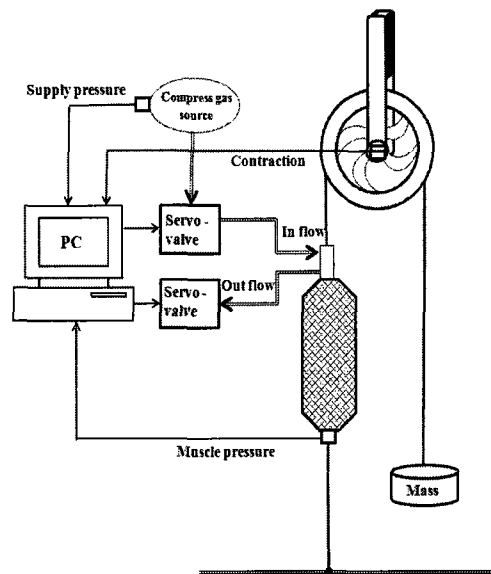 Supply pressure
Compress gas
source
Contraction
PC
Servo-
valve
In flow
Servo-
valve
Out flow
Muscle pressure
Mass